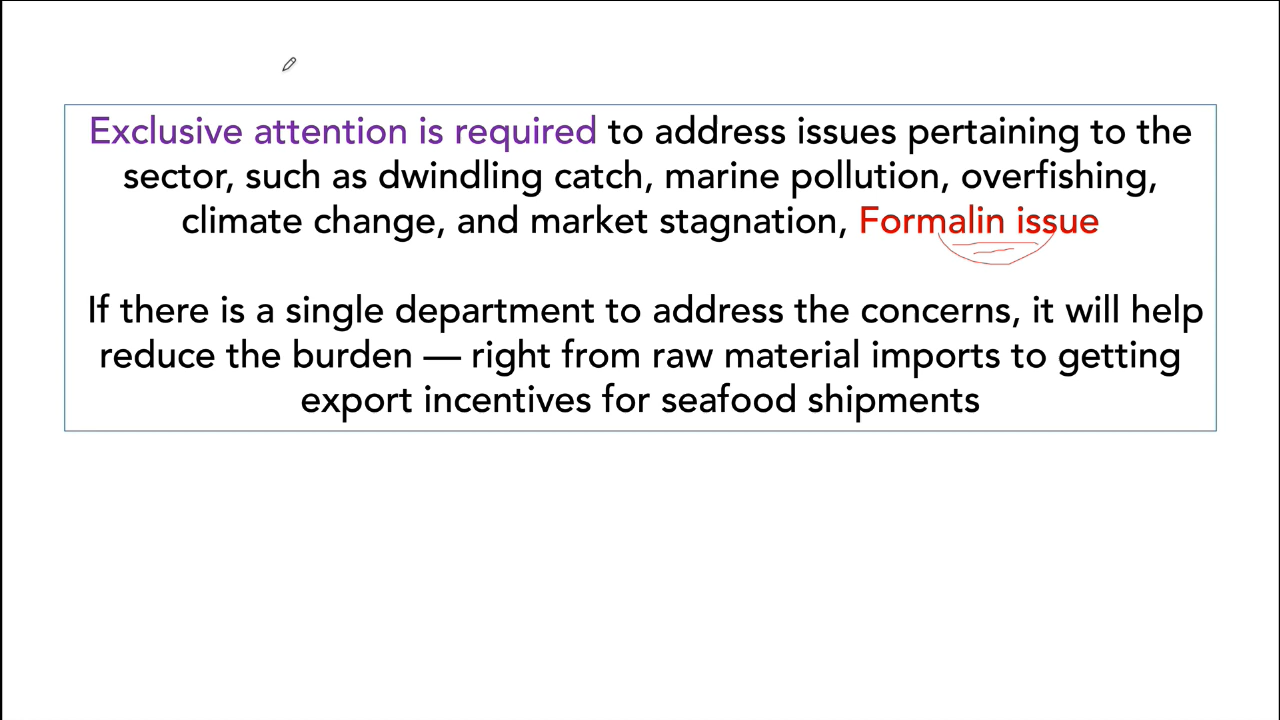 Exclusive attention is required to address issues pertaining to the
sector, such as dwindling catch, marine pollution, overfishing,
climate change, and market stagnation, Formalin issue
If there is a single department to address the concerns, it will help
reduce the burden — right from raw material imports to getting
export incentives for seafood shipments